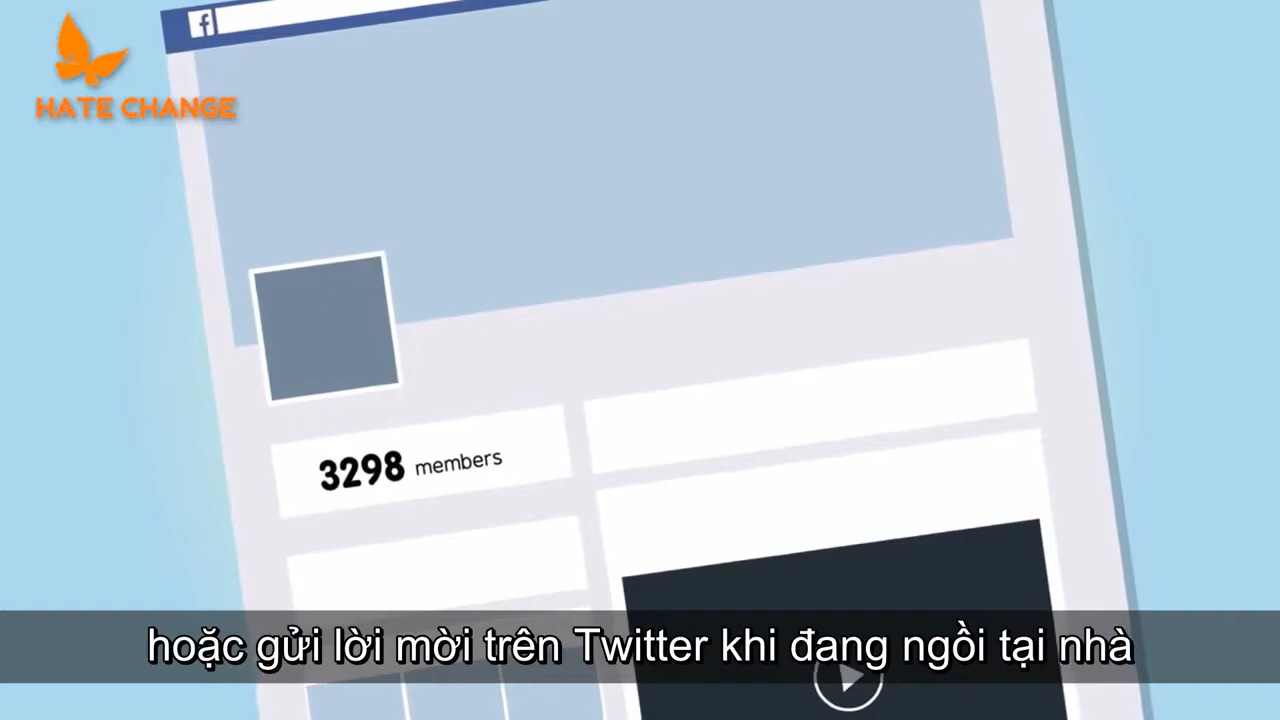 f
HATE CHANGE
3298 members
hoặc gửi lời mời trên Twitter khi đang ngồi tại nhà